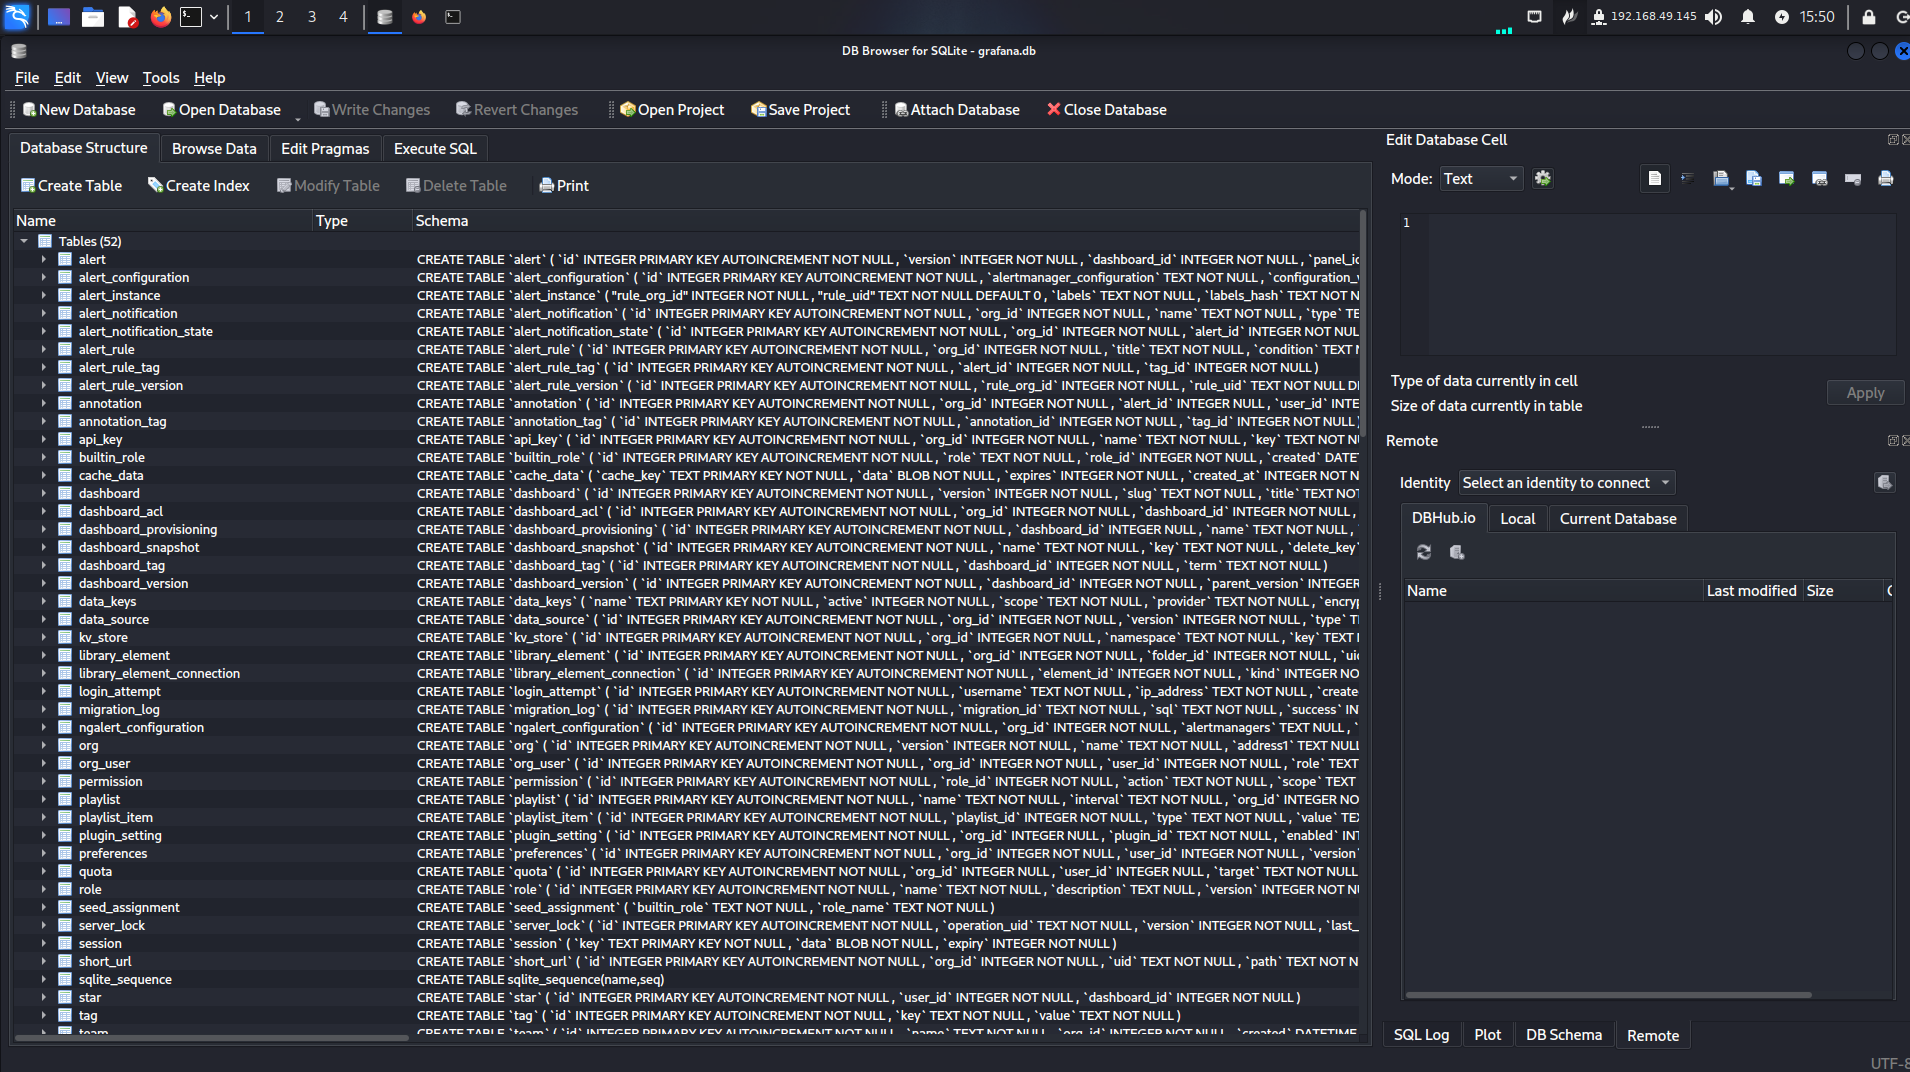 1 2 3 4
192.168.49.145
15:50
DB Browser for SQLite - grafana.db
File Edit View Tools Help
New Database Open Database Write Changes Revert Changes Open Project Save Project Attach Database Close Database
Database Structure Browse Data Edit Pragmas Execute SQL
Create Table Create Index Modify Table Delete Table Print
Name Type Schema
Tables (52)
alert CREATE TABLE `alert` ( `id` INTEGER PRIMARY KEY AUTOINCREMENT NOT NULL , `version` INTEGER NOT NULL , `dashboard_id` INTEGER NOT NULL , `panel_id
alert_configuration CREATE TABLE `alert_configuration` ( `id` INTEGER PRIMARY KEY AUTOINCREMENT NOT NULL , `alertmanager_configuration` TEXT NOT NULL , `configuration_v
alert_instance CREATE TABLE `alert_instance` ( "rule_org_id" INTEGER NOT NULL , "rule_uid" TEXT NOT NULL DEFAULT 0 , `labels` TEXT NOT NULL , `labels_hash` TEXT NOT N
alert_notification CREATE TABLE `alert_notification` ( `id` INTEGER PRIMARY KEY AUTOINCREMENT NOT NULL , `org_id` INTEGER NOT NULL , `name` TEXT NOT NULL , `type` TE
alert_notification_state CREATE TABLE `alert_notification_state` ( `id` INTEGER PRIMARY KEY AUTOINCREMENT NOT NULL , `org_id` INTEGER NOT NULL , `alert_id` INTEGER NOT NUL
alert_rule CREATE TABLE `alert_rule` ( `id` INTEGER PRIMARY KEY AUTOINCREMENT NOT NULL , `org_id` INTEGER NOT NULL , `title` TEXT NOT NULL , `condition` TEXT N
alert_rule_tag CREATE TABLE `alert_rule_tag` ( `id` INTEGER PRIMARY KEY AUTOINCREMENT NOT NULL , `alert_id` INTEGER NOT NULL , `tag_id` INTEGER NOT NULL )
alert_rule_version CREATE TABLE `alert_rule_version` ( `id` INTEGER PRIMARY KEY AUTOINCREMENT NOT NULL , `rule_org_id` INTEGER NOT NULL , `rule_uid` TEXT NOT NULL DE
annotation CREATE TABLE `annotation` ( `id` INTEGER PRIMARY KEY AUTOINCREMENT NOT NULL , `org_id` INTEGER NOT NULL , `alert_id` INTEGER NULL , `user_id` INTE
annotation_tag CREATE TABLE `annotation_tag` ( `id` INTEGER PRIMARY KEY AUTOINCREMENT NOT NULL , `annotation_id` INTEGER NOT NULL , `tag_id` INTEGER NOT NULL )
api_key CREATE TABLE `api_key` ( `id` INTEGER PRIMARY KEY AUTOINCREMENT NOT NULL , `org_id` INTEGER NOT NULL , `name` TEXT NOT NULL , `key` TEXT NOT NU
builtin_role CREATE TABLE `builtin_role` ( `id` INTEGER PRIMARY KEY AUTOINCREMENT NOT NULL , `role` TEXT NOT NULL , `role_id` INTEGER NOT NULL , `created` DATET
cache_data CREATE TABLE `cache_data` ( `cache_key` TEXT PRIMARY KEY NOT NULL , `data` BLOB NOT NULL , `expires` INTEGER NOT NULL , `created_at` INTEGER NOT N
dashboard CREATE TABLE `dashboard` ( `id` INTEGER PRIMARY KEY AUTOINCREMENT NOT NULL , `version` INTEGER NOT NULL , `slug` TEXT NOT NULL , `title` TEXT NOT
dashboard_acl CREATE TABLE `dashboard_acl` ( `id` INTEGER PRIMARY KEY AUTOINCREMENT NOT NULL , `org_id` INTEGER NOT NULL , `dashboard_id` INTEGER NOT NULL
dashboard_provisioning CREATE TABLE `dashboard_provisioning` ( `id` INTEGER PRIMARY KEY AUTOINCREMENT NOT NULL , `dashboard_id` INTEGER NULL , `name` TEXT NOT NULL , `
dashboard_snapshot CREATE TABLE `dashboard_snapshot` ( `id` INTEGER PRIMARY KEY AUTOINCREMENT NOT NULL , `name` TEXT NOT NULL , `key` TEXT NOT NULL , `delete_key`
dashboard_tag CREATE TABLE `dashboard_tag` ( `id` INTEGER PRIMARY KEY AUTOINCREMENT NOT NULL , `dashboard_id` INTEGER NOT NULL , `term` TEXT NOT NULL )
dashboard_version CREATE TABLE `dashboard_version` ( `id` INTEGER PRIMARY KEY AUTOINCREMENT NOT NULL , `dashboard_id` INTEGER NOT NULL , `parent_version` INTEGER
data_keys CREATE TABLE `data_keys` ( `name` TEXT PRIMARY KEY NOT NULL , `active` INTEGER NOT NULL , `scope` TEXT NOT NULL , `provider` TEXT NOT NULL , `encryp
data_source CREATE TABLE `data_source` ( `id` INTEGER PRIMARY KEY AUTOINCREMENT NOT NULL , `org_id` INTEGER NOT NULL , `version` INTEGER NOT NULL , `type` TE
kv_store CREATE TABLE `kv_store` ( `id` INTEGER PRIMARY KEY AUTOINCREMENT NOT NULL , `org_id` INTEGER NOT NULL , `namespace` TEXT NOT NULL , `key` TEXT N
library_element CREATE TABLE `library_element` ( `id` INTEGER PRIMARY KEY AUTOINCREMENT NOT NULL , `org_id` INTEGER NOT NULL , `folder_id` INTEGER NOT NULL , `uid
library_element_connection CREATE TABLE `library_element_connection` ( `id` INTEGER PRIMARY KEY AUTOINCREMENT NOT NULL , `element_id` INTEGER NOT NULL , `kind` INTEGER NO
login_attempt CREATE TABLE `login_attempt` ( `id` INTEGER PRIMARY KEY AUTOINCREMENT NOT NULL , `username` TEXT NOT NULL , `ip_address` TEXT NOT NULL , `create
migration_log CREATE TABLE `migration_log` ( `id` INTEGER PRIMARY KEY AUTOINCREMENT NOT NULL , `migration_id` TEXT NOT NULL , `sql` TEXT NOT NULL , `success` IN
ngalert_configuration CREATE TABLE `ngalert_configuration` ( `id` INTEGER PRIMARY KEY AUTOINCREMENT NOT NULL , `org_id` INTEGER NOT NULL , `alertmanagers` TEXT NULL , `
org CREATE TABLE `org` ( `id` INTEGER PRIMARY KEY AUTOINCREMENT NOT NULL , `version` INTEGER NOT NULL , `name` TEXT NOT NULL , `address1` TEXT NULL
org_user CREATE TABLE `org_user` ( `id` INTEGER PRIMARY KEY AUTOINCREMENT NOT NULL , `org_id` INTEGER NOT NULL , `user_id` INTEGER NOT NULL , `role` TEXT
permission CREATE TABLE `permission` ( `id` INTEGER PRIMARY KEY AUTOINCREMENT NOT NULL , `role_id` INTEGER NOT NULL , `action` TEXT NOT NULL , `scope` TEXT
playlist CREATE TABLE `playlist` ( `id` INTEGER PRIMARY KEY AUTOINCREMENT NOT NULL , `name` TEXT NOT NULL , `interval` TEXT NOT NULL , `org_id` INTEGER NO
playlist_item CREATE TABLE `playlist_item` ( `id` INTEGER PRIMARY KEY AUTOINCREMENT NOT NULL , `playlist_id` INTEGER NOT NULL , `type` TEXT NOT NULL , `value` TEX
plugin_setting CREATE TABLE `plugin_setting` ( `id` INTEGER PRIMARY KEY AUTOINCREMENT NOT NULL , `org_id` INTEGER NULL , `plugin_id` TEXT NOT NULL , `enabled` INT
preferences CREATE TABLE `preferences` ( `id` INTEGER PRIMARY KEY AUTOINCREMENT NOT NULL , `org_id` INTEGER NOT NULL , `user_id` INTEGER NOT NULL , `version`
quota CREATE TABLE `quota` ( `id` INTEGER PRIMARY KEY AUTOINCREMENT NOT NULL , `org_id` INTEGER NULL , `user_id` INTEGER NULL , `target` TEXT NOT NULL
role CREATE TABLE `role` ( `id` INTEGER PRIMARY KEY AUTOINCREMENT NOT NULL , `name` TEXT NOT NULL , `description` TEXT NULL , `version` INTEGER NOT NU
seed_assignment CREATE TABLE `seed_assignment` ( `builtin_role` TEXT NOT NULL , `role_name` TEXT NOT NULL )
server_lock CREATE TABLE `server_lock` ( `id` INTEGER PRIMARY KEY AUTOINCREMENT NOT NULL , `operation_uid` TEXT NOT NULL , `version` INTEGER NOT NULL , `last_
session CREATE TABLE `session` ( `key` TEXT PRIMARY KEY NOT NULL , `data` BLOB NOT NULL , `expiry` INTEGER NOT NULL )
short_url CREATE TABLE `short_url` ( `id` INTEGER PRIMARY KEY AUTOINCREMENT NOT NULL , `org_id` INTEGER NOT NULL , `uid` TEXT NOT NULL , `path` TEXT NOT N
sqlite_sequence CREATE TABLE sqlite_sequence(name,seq)
star CREATE TABLE `star` ( `id` INTEGER PRIMARY KEY AUTOINCREMENT NOT NULL , `user_id` INTEGER NOT NULL , `dashboard_id` INTEGER NOT NULL )
tag CREATE TABLE `tag` ( `id` INTEGER PRIMARY KEY AUTOINCREMENT NOT NULL , `key` TEXT NOT NULL , `value` TEXT NOT NULL )
team CREATE TABLE `team` ( `id` INTEGER PRIMARY KEY AUTOINCREMENT NOT NULL , `name` TEXT NOT NULL , `org_id` INTEGER NOT NULL , `created` DATETIME
Edit Database Cell
Mode: Text
1
Type of data currently in cell
Size of data currently in table
Apply
Remote
Identity Select an identity to connect
DBHub.io Local Current Database
Name Last modified Size C
SQL Log Plot DB Schema Remote
UTF-8